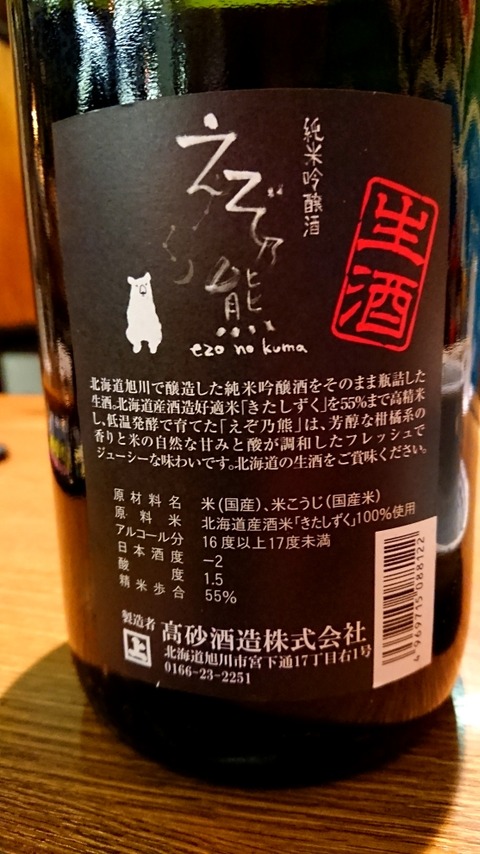 純米吟醸酒
えぞ乃熊
ezo no kuma
生酒
北海道旭川で醸造した純米吟醸酒をそのまま瓶詰した
生酒。北海道産酒造好適米「きたしずく」を55%まで高精米
し、低温発酵で育てた「えぞ乃熊」は、芳醇な柑橘系の
香りと米の自然な甘みと酸が調和したフレッシュで
ジューシーな味わいです。北海道の生酒をご賞味ください。
原材料名 米(国産)、米こうじ(国産米)
原料米 北海道産酒米「きたしずく」100%使用
アルコール分 16度以上17度未満
日本酒度 −2
酸度 1.5
精米歩合 55%
製造者 髙砂酒造株式会社
上 北海道旭川市宮下通17丁目右1号
0166-23-2251
4 969715 088122